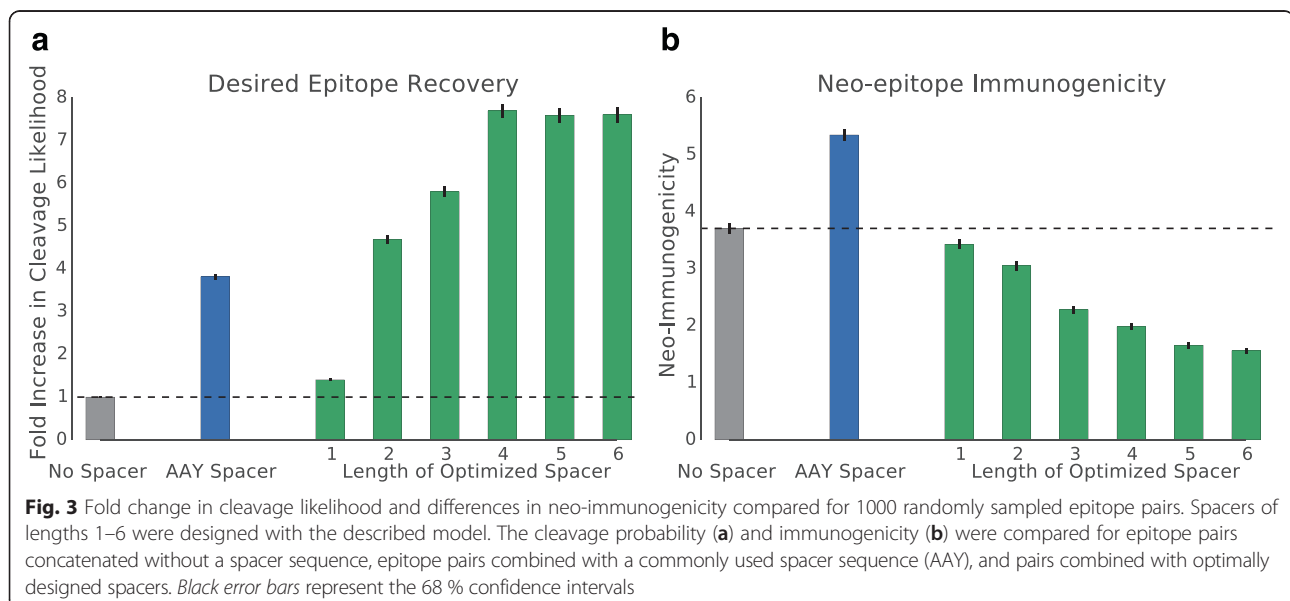 a
Desired Epitope Recovery
Fold Increase in Cleavage Likelihood
8
7
6
5
4
3
2
1
0
1 2 3 4 5 6
No Spacer AAY Spacer Length of Optimized Spacer
b
Neo-epitope Immunogenicity
Neo-Immunogenicity
6
5
4
3
2
1
0
1 2 3 4 5 6
No Spacer AAY Spacer Length of Optimized Spacer
Fig. 3 Fold change in cleavage likelihood and differences in neo-immunogenicity compared for 1000 randomly sampled epitope pairs. Spacers of
lengths 1–6 were designed with the described model. The cleavage probability (a) and immunogenicity (b) were compared for epitope pairs
concatenated without a spacer sequence, epitope pairs combined with a commonly used spacer sequence (AAY), and pairs combined with optimally
designed spacers. Black error bars represent the 68 % confidence intervals